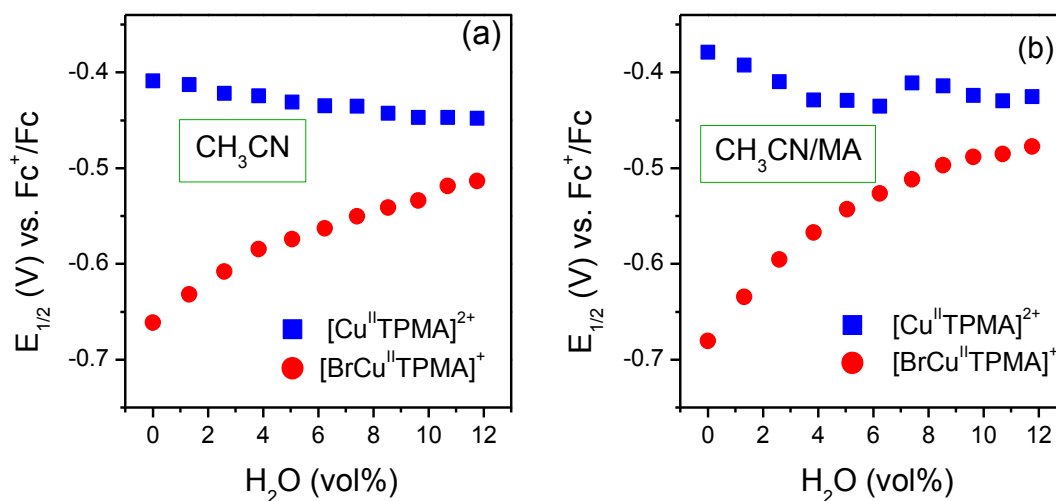 (a)
E₁/₂ (V) vs. Fc⁺/Fc
-0.4
-0.5
-0.6
-0.7
CH₃CN
[CuᴵᴵTPMA]²⁺
[BrCuᴵᴵTPMA]⁺
0 2 4 6 8 10 12
H₂O (vol%)
(b)
E₁/₂ (V) vs. Fc⁺/Fc
-0.4
-0.5
-0.6
-0.7
CH₃CN/MA
[CuᴵᴵTPMA]²⁺
[BrCuᴵᴵTPMA]⁺
0 2 4 6 8 10 12
H₂O (vol%)